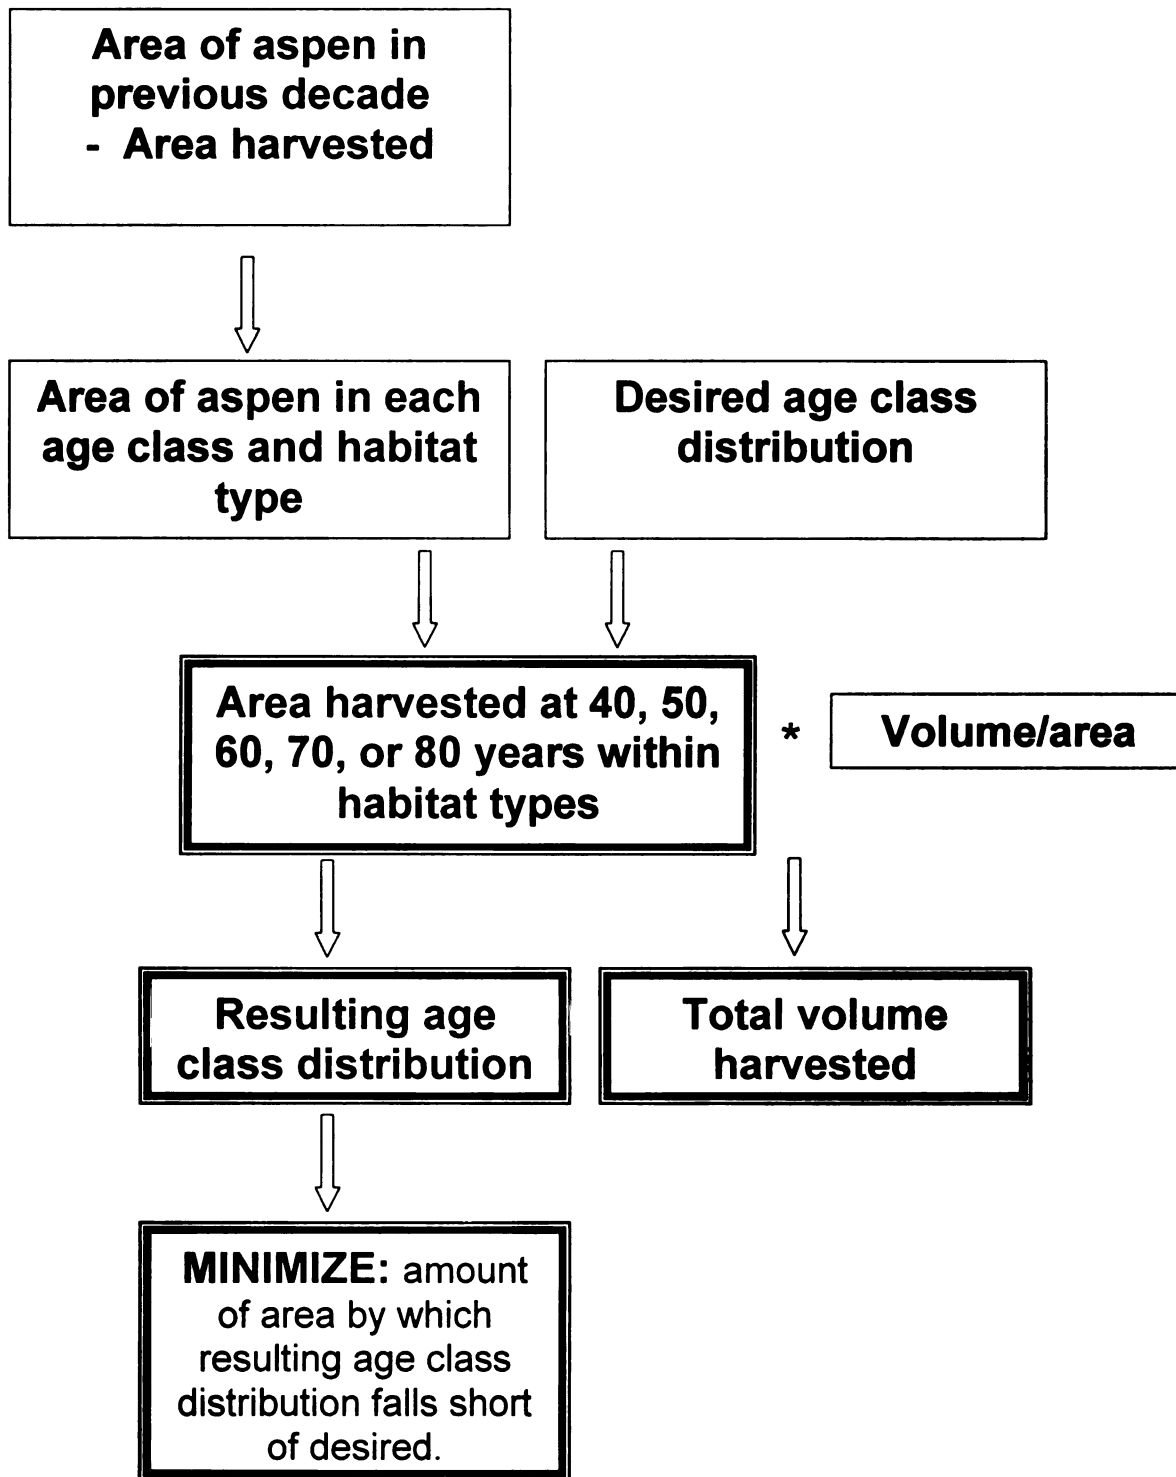 Area of aspen in
previous decade
- Area harvested
Area of aspen in each
age class and habitat
type
Desired age class
distribution
Area harvested at 40, 50,
60, 70, or 80 years within
habitat types
*
Volume/area
Resulting age
class distribution
Total volume
harvested
MINIMIZE: amount
of area by which
resulting age class
distribution falls short
of desired.